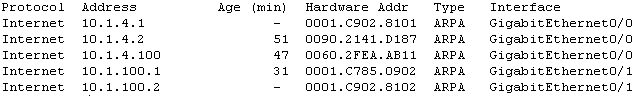 Protocol  Address          Age (min)  Hardware Addr   Type   Interface
Internet  10.1.4.1                -   0001.C902.8101  ARPA   GigabitEthernet0/0
Internet  10.1.4.2                51  0090.2141.D187  ARPA   GigabitEthernet0/0
Internet  10.1.4.100              47  0060.2FEA.AB11  ARPA   GigabitEthernet0/0
Internet  10.1.100.1              31  0001.C785.0902  ARPA   GigabitEthernet0/1
Internet  10.1.100.2              -   0001.C902.8102  ARPA   GigabitEthernet0/1